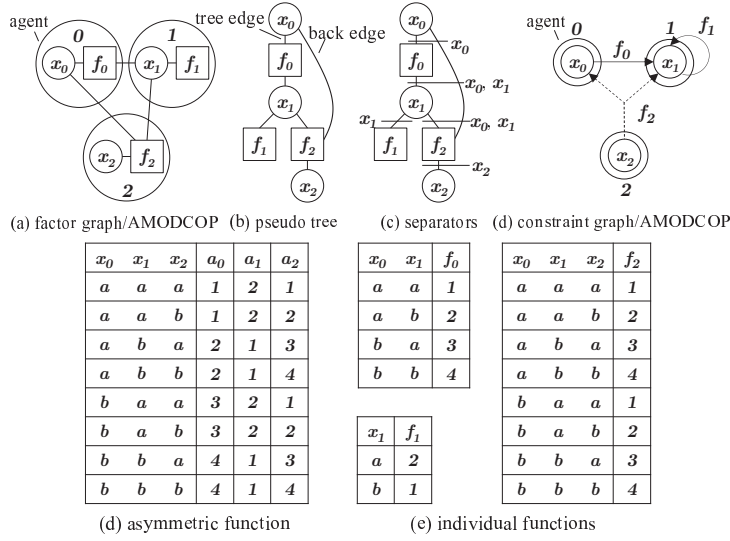 agent
0
1
x0
f0
x1
f1
x2
f2
2
(a) factor graph/AMODCOP
tree edge
back edge
x0
f0
x1
f1
f2
x2
(b) pseudo tree
x0
x0
f0
x0, x1
x1
x1
x0, x1
f1
f2
x2
x2
(c) separators
agent
0
1
f1
x0
f0
x1
f2
x2
2
(d) constraint graph/AMODCOP
x0 x1 x2 a0 a1 a2
a a a 1 2 1
a a b 1 2 2
a b a 2 1 3
a b b 2 1 4
b a a 3 2 1
b a b 3 2 2
b b a 4 1 3
b b b 4 1 4
(d) asymmetric function
x0 x1 f0
a a 1
a b 2
b a 3
b b 4
x1 f1
a 2
b 1
x0 x1 x2 f2
a a a 1
a a b 2
a b a 3
a b b 4
b a a 1
b a b 2
b b a 3
b b b 4
(e) individual functions